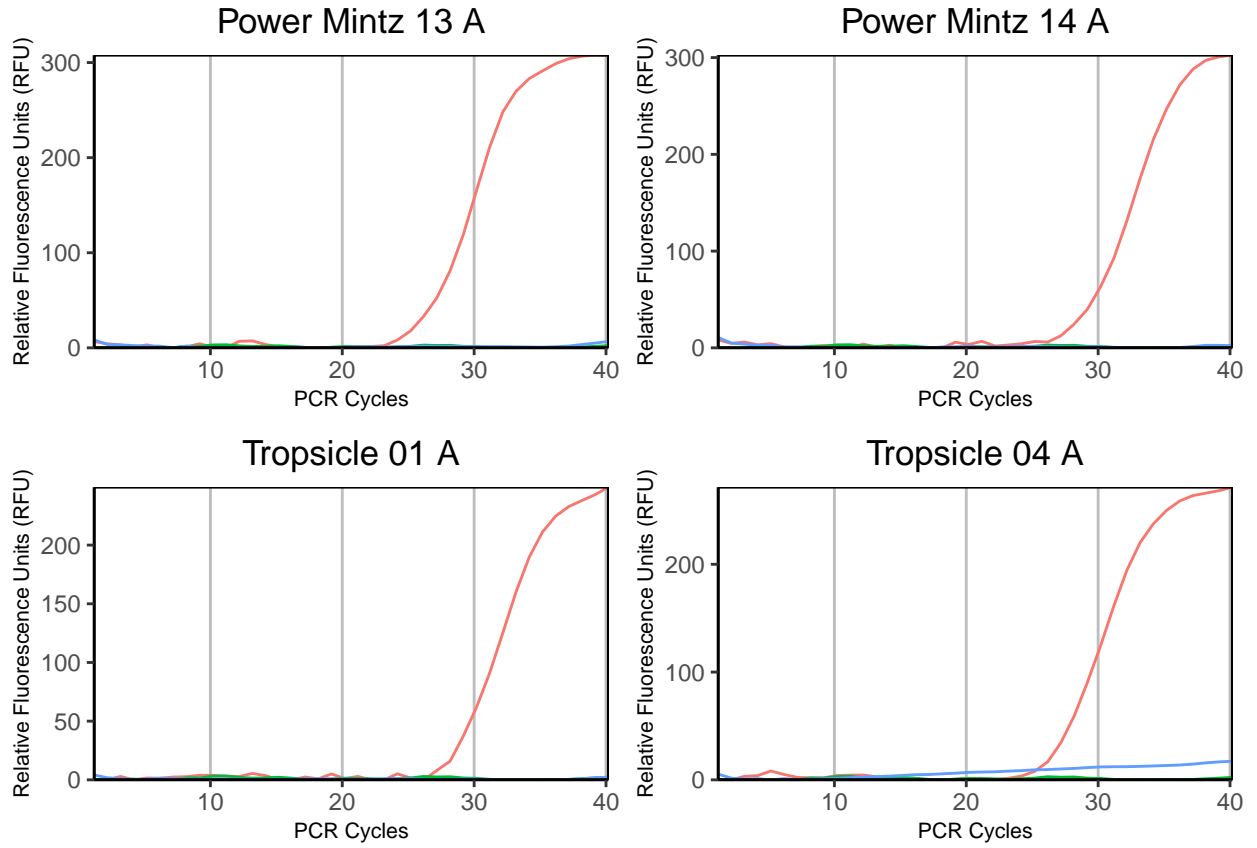 Power Mintz 13 A
Relative Fluorescence Units (RFU)
300
200
100
0
10 20 30 40
PCR Cycles
Power Mintz 14 A
Relative Fluorescence Units (RFU)
300
200
100
0
10 20 30 40
PCR Cycles
Tropsicle 01 A
Relative Fluorescence Units (RFU)
200
150
100
50
0
10 20 30 40
PCR Cycles
Tropsicle 04 A
Relative Fluorescence Units (RFU)
200
100
0
10 20 30 40
PCR Cycles